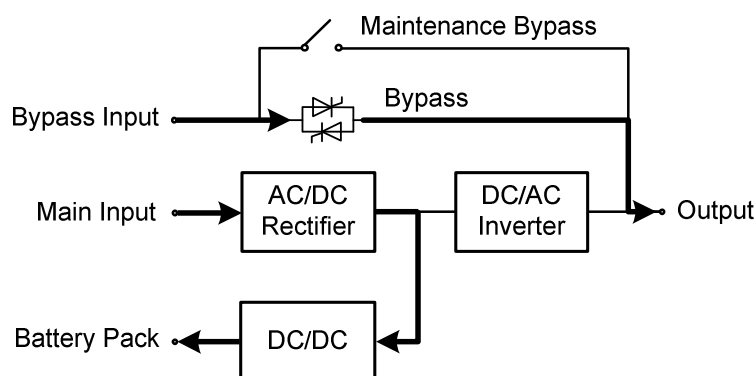 Maintenance Bypass
Bypass Input
Bypass
Main Input
AC/DC
Rectifier
DC/AC
Inverter
Output
Battery Pack
DC/DC